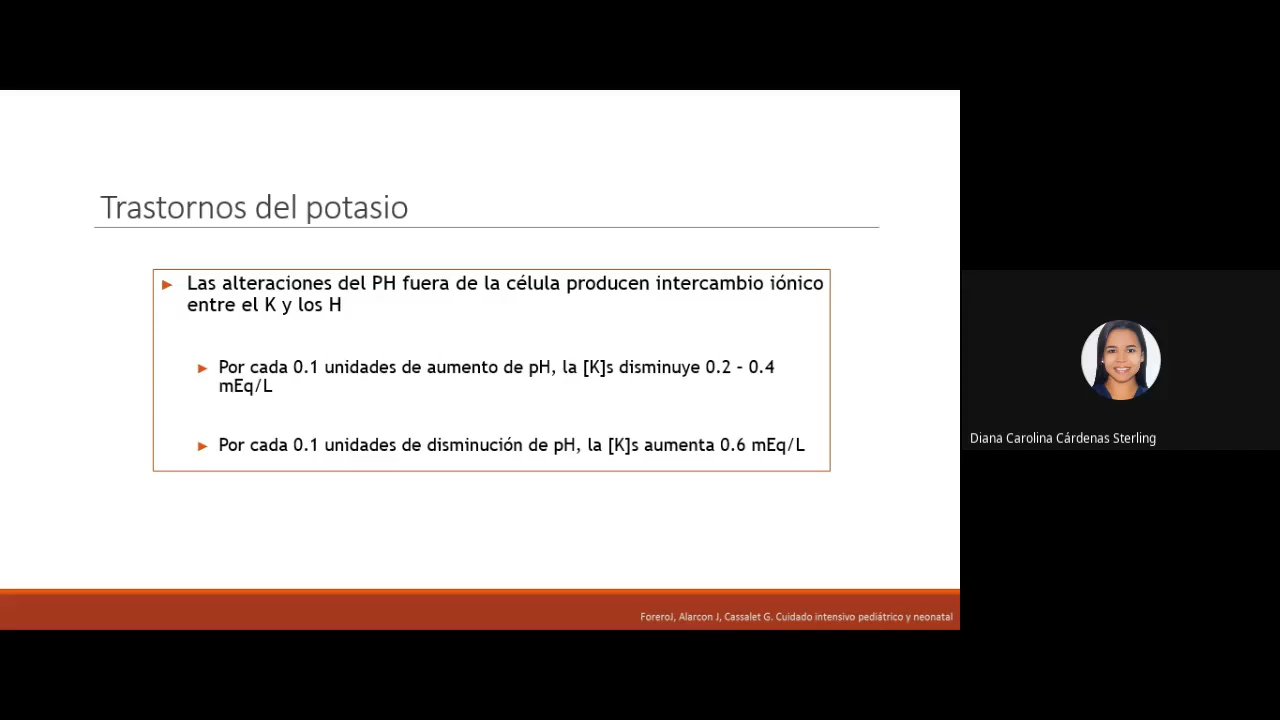 Trastornos del potasio
Las alteraciones del PH fuera de la célula producen intercambio iónico
entre el K y los H
Por cada 0.1 unidades de aumento de pH, la [K]s disminuye 0.2 - 0.4
mEq/L
Por cada 0.1 unidades de disminución de pH, la [K]s aumenta 0.6 mEq/L
ForeroJ, Alarcon J, Cassalet G. Cuidado intensivo pediátrico y neonatal
Diana Carolina Cárdenas Sterling